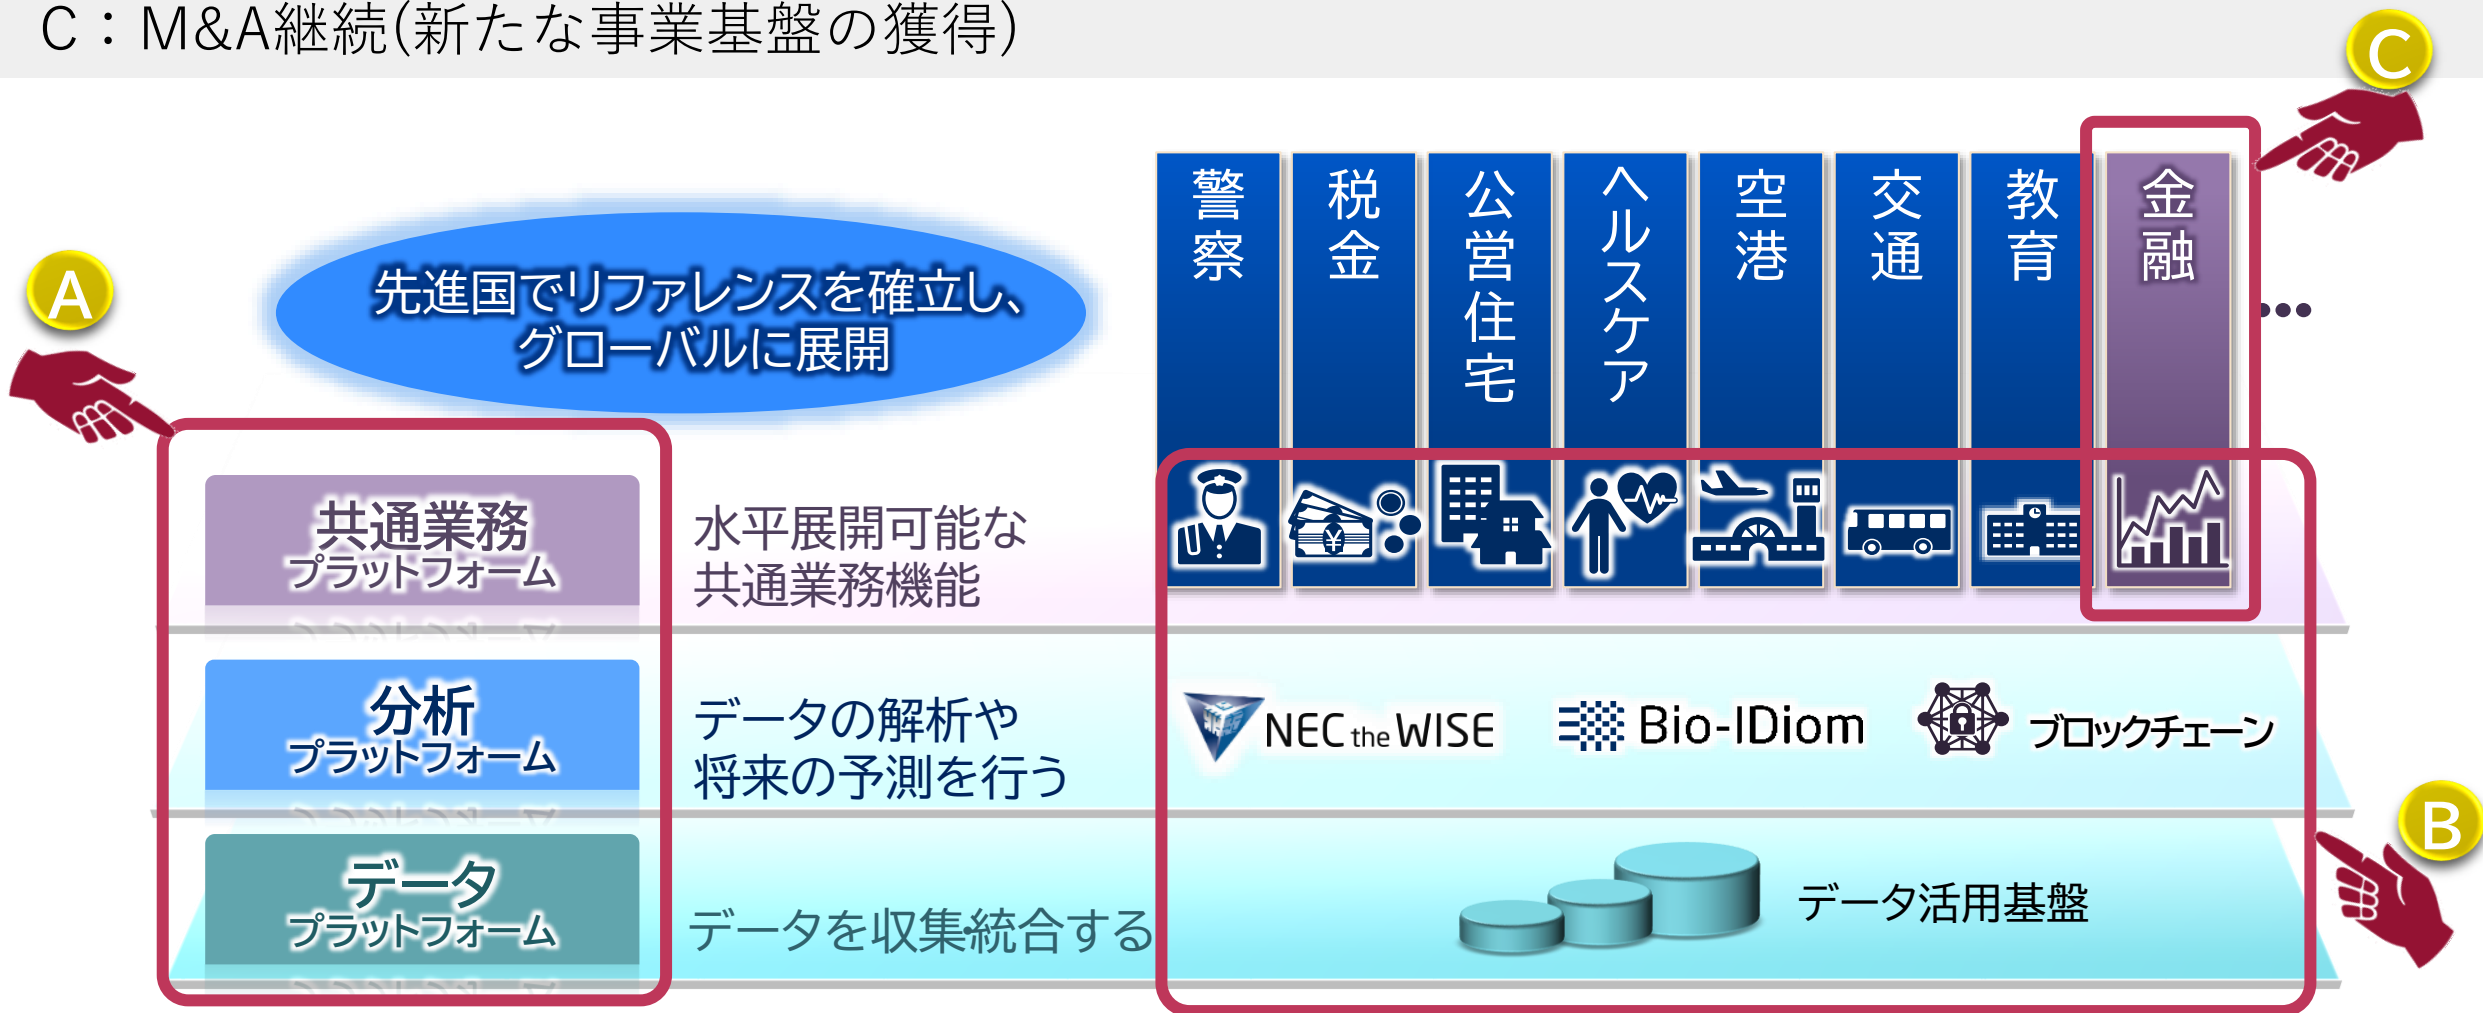 C：M&A継続(新たな事業基盤の獲得)
C
A
先進国でリファレンスを確立し、
グローバルに展開
警察
税金
公営住宅
ヘルスケア
空港
交通
教育
金融
•••
共通業務
プラットフォーム
水平展開可能な
共通業務機能
分析
プラットフォーム
データの解析や
将来の予測を行う
NEC the WISE
Bio-IDiom
ブロックチェーン
B
データ
プラットフォーム
データを収集・統合する
データ活用基盤